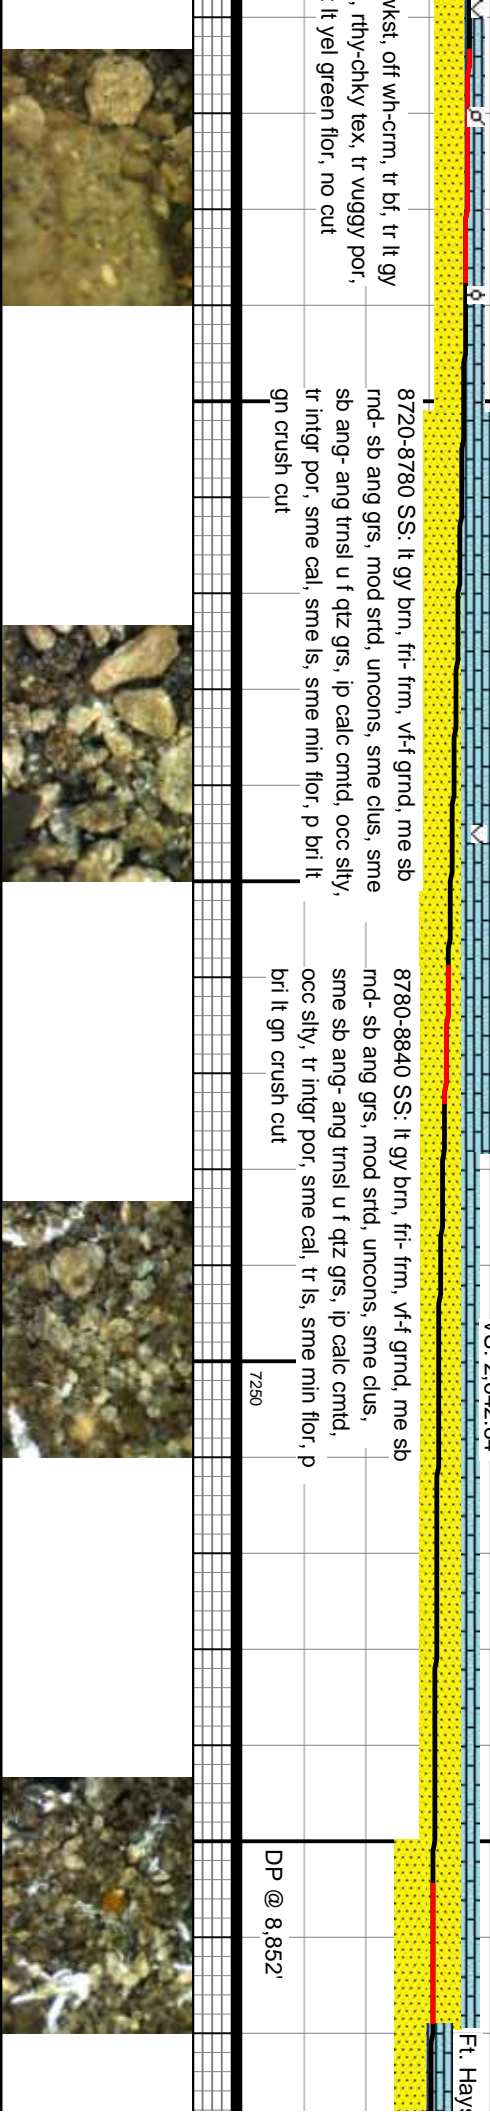 wkst, off wh-crm, tr bf, tr lt gy
, rthy-chky tex, tr vuggy por,
lt yel green flor, no cut
8720-8780 SS: lt gy brn, fri- frm, vf-f grnd, me sb
rnd- sb ang grs, mod srtd, uncons, sme clus, sme
sb ang- ang trnsl u f qtz grs, ip calc cmtd, occ slty,
tr intgr por, sme cal, sme ls, sme min flor, p bri lt
gn crush cut
8780-8840 SS: lt gy brn, fri- frm, vf-f grnd, me sb
rnd- sb ang grs, mod srtd, uncons, sme clus,
sme sb ang- ang trnsl u f qtz grs, ip calc cmtd,
occ slty, tr intgr por, sme cal, tr ls, sme min flor, p
bri lt gn crush cut
7250
DP @ 8,852'
Ft. Hays